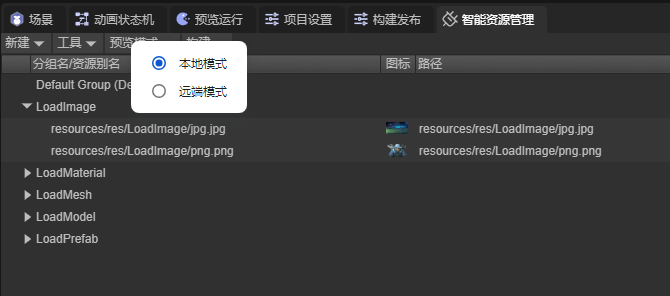 场景 动画状态机 预览运行 项目设置 构建发布 智能资源管理
新建 工具 预览模式 构建
分组名/资源别名 图标 路径
本地模式
远端模式
Default Group (De
LoadImage
resources/res/LoadImage/jpg.jpg resources/res/LoadImage/jpg.jpg
resources/res/LoadImage/png.png resources/res/LoadImage/png.png
LoadMaterial
LoadMesh
LoadModel
LoadPrefab